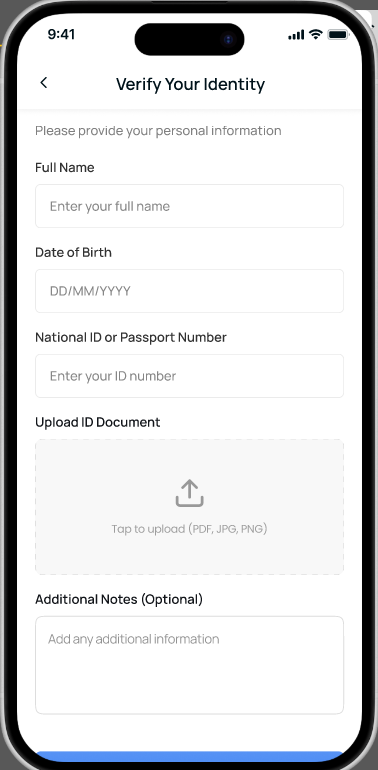 9:41
Verify Your Identity
Please provide your personal information
Full Name
Enter your full name
Date of Birth
DD/MM/YYYY
National ID or Passport Number
Enter your ID number
Upload ID Document
Tap to upload (PDF, JPG, PNG)
Additional Notes (Optional)
Add any additional information